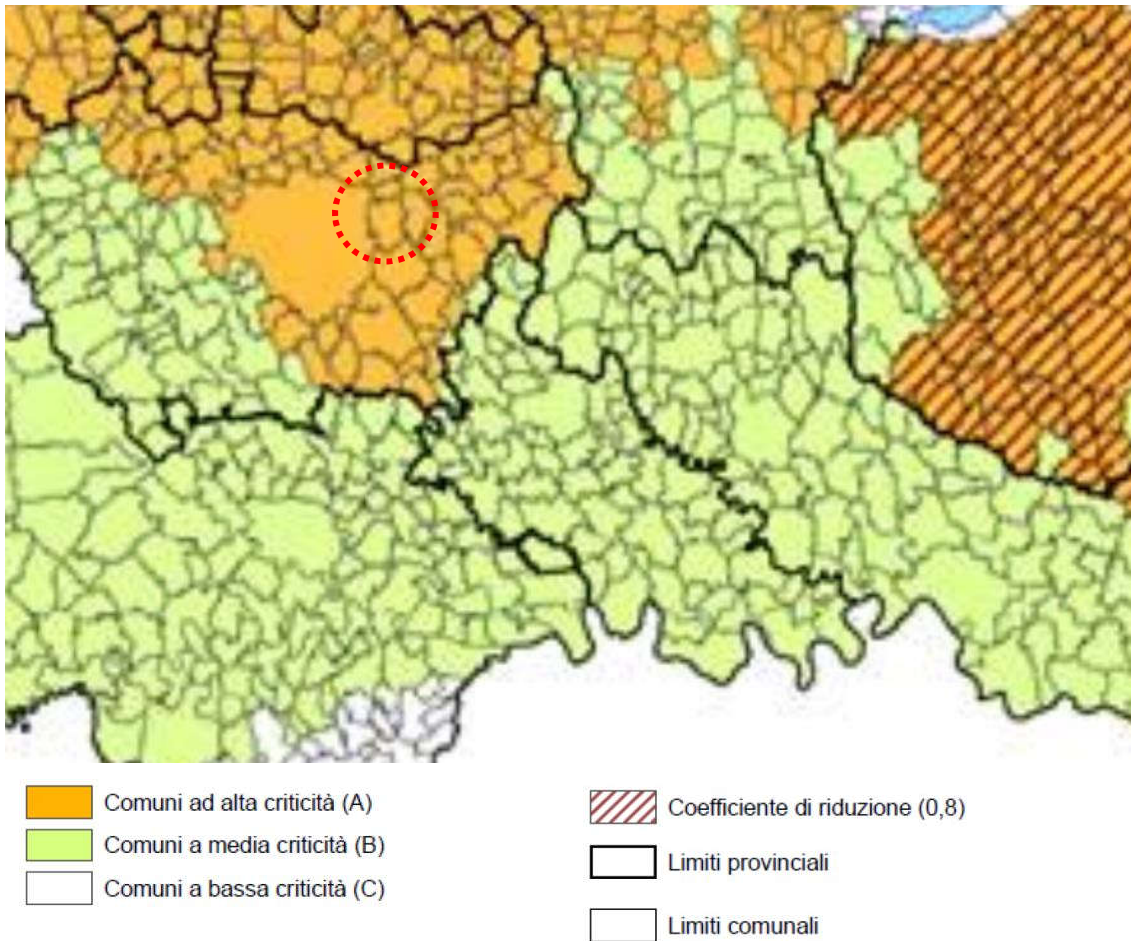 Comuni ad alta criticità (A)
Comuni a media criticità (B)
Comuni a bassa criticità (C)
Coefficiente di riduzione (0,8)
Limiti provinciali
Limiti comunali